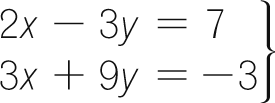 2x − 3y = 7
3x + 9y = −3}